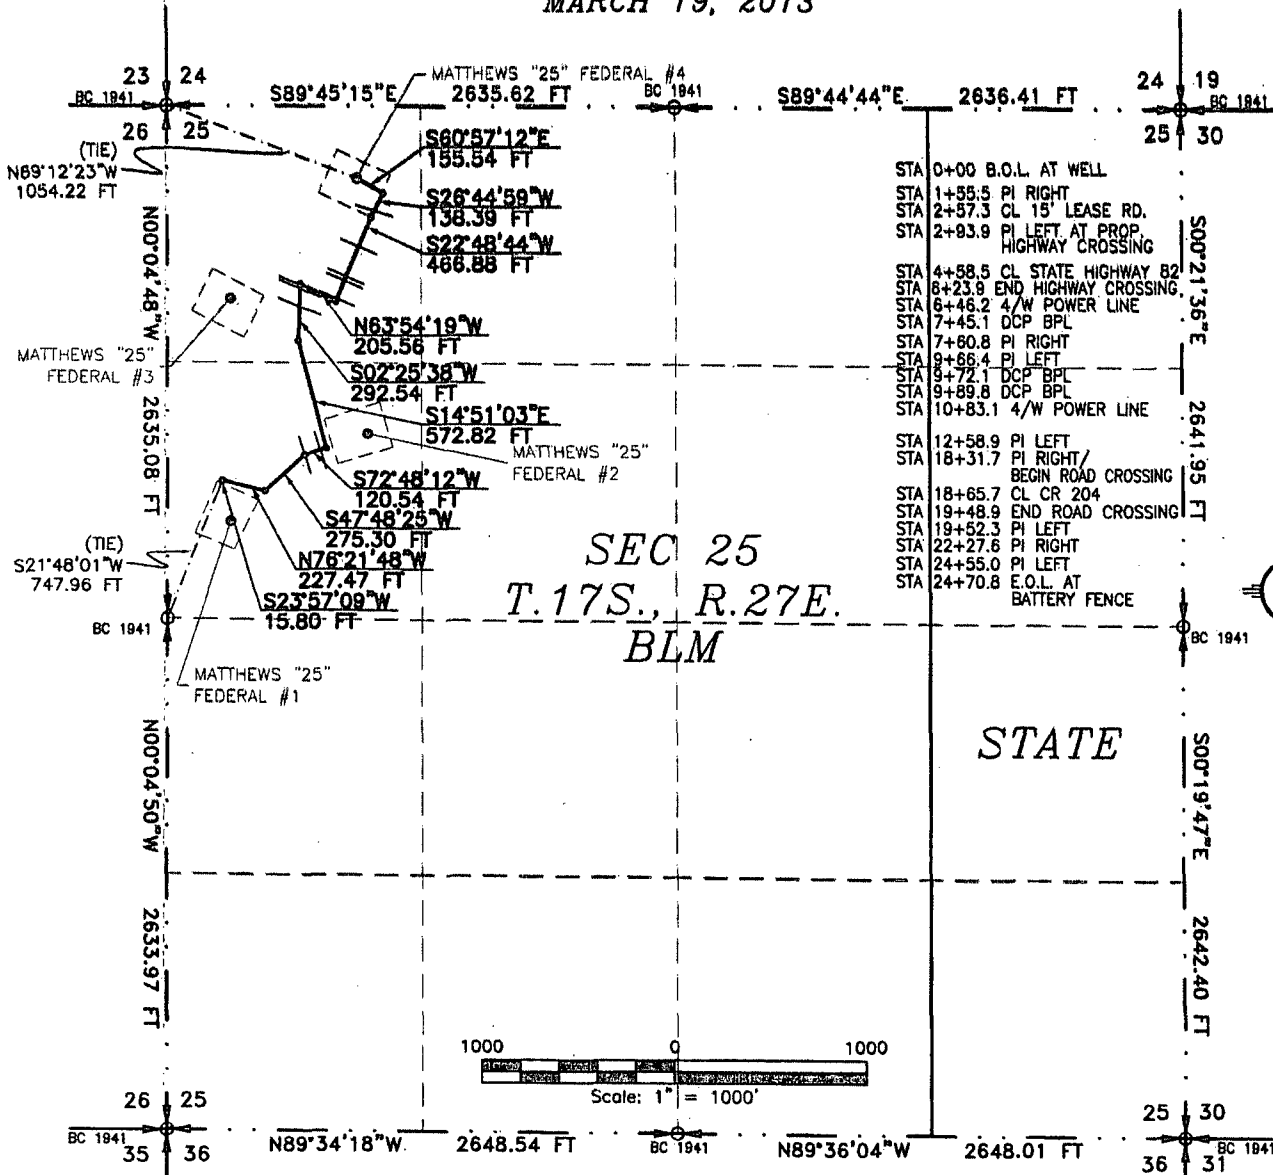 MARCH 19, 2013
23 24
BC 1941
26 25
S89°45'15"E 2635.62 FT
MATTHEWS "25" FEDERAL #4
BC 1941
S89°44'44"E 2636.41 FT
24 19
BC 1941
25 30
(TIE)
N69°12'23"W
1054.22 FT
S60°57'12"E
155.54 FT
S26°44'59"W
138.39 FT
S22°48'44"W
466.88 FT
N63°54'19"W
205.56 FT
S02°25'38"W
292.54 FT
S14°51'03"E
572.82 FT
S72°48'12"W
120.54 FT
S47°48'25"W
275.30 FT
N76°21'48"W
227.47 FT
S23°57'09"W
15.80 FT
N00°04'48"W
2635.08 FT
MATTHEWS "25"
FEDERAL #3
MATTHEWS "25"
FEDERAL #2
(TIE)
S21°48'01"W
747.96 FT
BC 1941
MATTHEWS "25"
FEDERAL #1
STA 0+00 B.O.L. AT WELL
STA 1+55.5 PI RIGHT
STA 2+57.3 CL 15' LEASE RD.
STA 2+93.9 PI LEFT AT PROP.
HIGHWAY CROSSING
STA 4+58.5 CL STATE HIGHWAY 82
STA 6+23.9 END HIGHWAY CROSSING
STA 6+46.2 4/W POWER LINE
STA 7+45.1 DCP BPL
STA 7+60.8 PI RIGHT
STA 9+66.4 PI LEFT
STA 9+72.1 DCP BPL
STA 9+89.8 DCP BPL
STA 10+83.1 4/W POWER LINE
STA 12+58.9 PI LEFT
STA 18+31.7 PI RIGHT/
BEGIN ROAD CROSSING
STA 18+65.7 CL CR 204
STA 19+48.9 END ROAD CROSSING
STA 19+52.3 PI LEFT
STA 22+27.6 PI RIGHT
STA 24+55.0 PI LEFT
STA 24+70.8 E.O.L. AT
BATTERY FENCE
S00°21'36"E
2641.95 FT
BC 1941
SEC 25
T.17S., R.27E.
BLM
STATE
N00°04'50"W
2633.97 FT
S00°19'47"E
2642.40 FT
1000 0 1000
Scale: 1" = 1000'
26 25
BC 1941
35 36
N89°34'18"W 2648.54 FT
BC 1941
N89°36'04"W 2648.01 FT
25 30
BC 1941
36 31